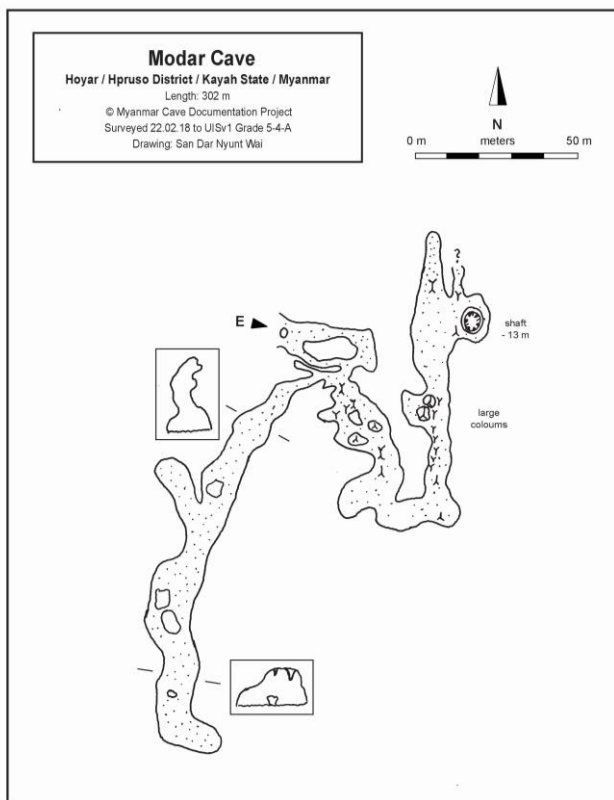 Modar Cave
Hoyar / Hpruso District / Kayah State / Myanmar
Length: 302 m
© Myanmar Cave Documentation Project
Surveyed 22.02.18 to UISv1 Grade 5-4-A
Drawing: San Dar Nyunt Wai
N
0 m meters 50 m
?
E
shaft
- 13 m
large
coloums